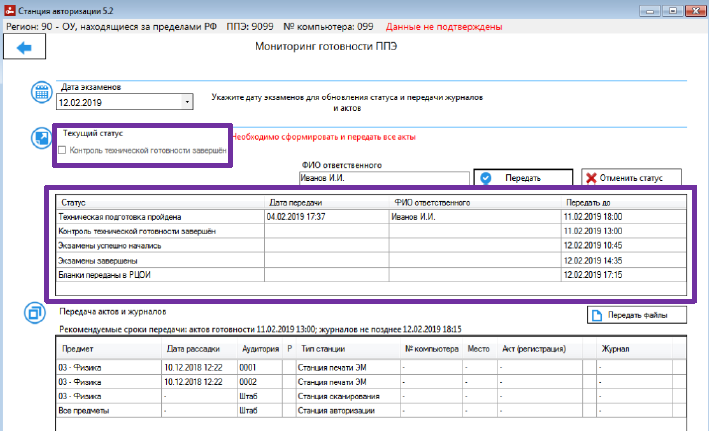 Станция авторизации 5.2
Регион: 90 - ОУ, находящиеся за пределами РФ ППЭ: 9099 № компьютера: 099 Данные не подтверждены
Мониторинг готовности ППЭ
Дата экзаменов
12.02.2019
Укажите дату экзаменов для обновления статуса и передачи журналов
и актов
Текущий статус
Необходимо сформировать и передать все акты
Контроль технической готовности завершён
ФИО ответственного
Иванов И.И. Передать Отменить статус
Статус Дата передачи ФИО ответственного Передать до
Техническая подготовка пройдена 04.02.2019 17:37 Иванов И.И. 11.02.2019 18:00
Контроль технической готовности завершён 11.02.2019 13:00
Экзамены успешно начались 12.02.2019 10:45
Экзамены завершены 12.02.2019 14:35
Бланки переданы в РЦОИ 12.02.2019 17:15
Передача актов и журналов
Передать файлы
Рекомендуемые сроки передачи: актов готовности 11.02.2019 13:00; журналов не позднее 12.02.2019 18:15
Предмет Дата рассадки Аудитория Р Тип станции № компьютера Место Акт (регистрация) Журнал
03 - Физика 10.12.2018 12:22 0001 Станция печати ЭМ - - - -
03 - Физика 10.12.2018 12:22 0002 Станция печати ЭМ - - - -
03 - Физика - Штаб Станция сканирования - - - -
Все предметы - Штаб Станция авторизации - - - -